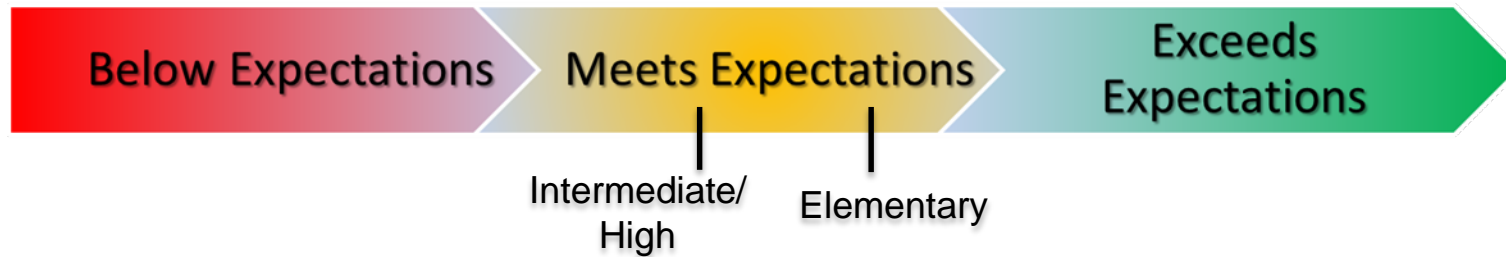 Below Expectations
Meets Expectations
Exceeds
Expectations
Intermediate/
High
Elementary